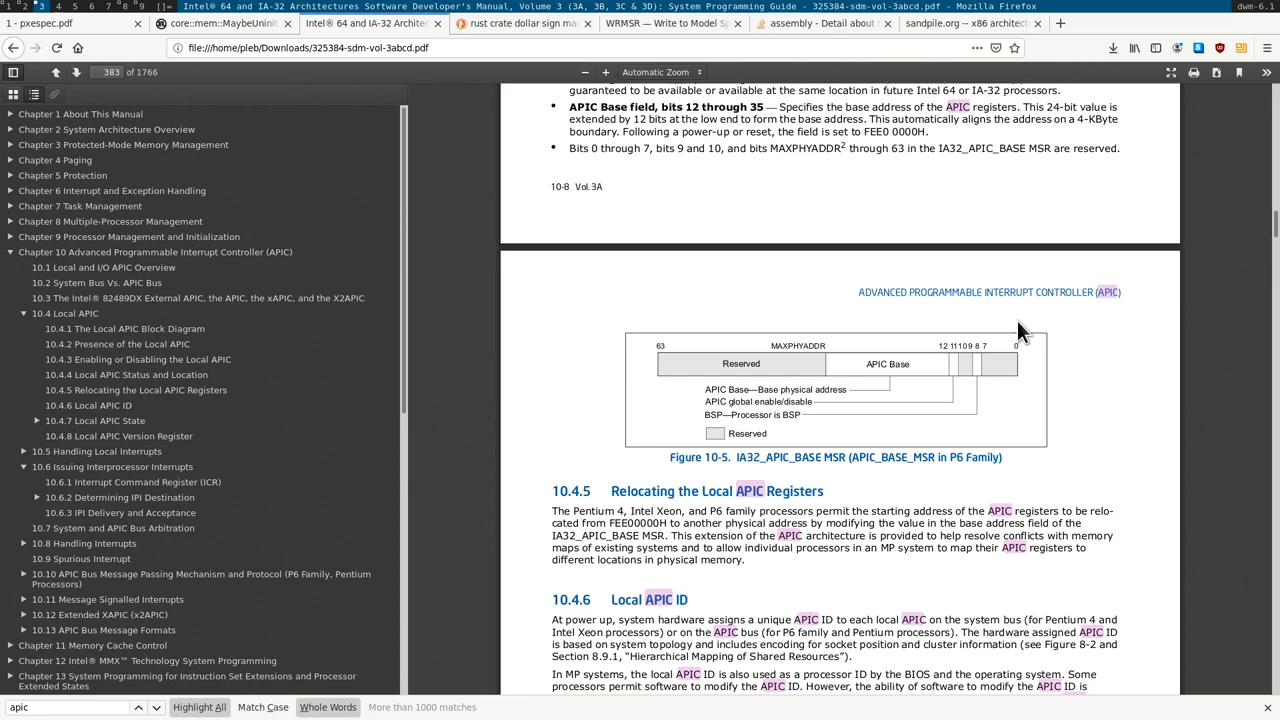 1 2 3 4 5 6 7 8 9 []= Intel® 64 and IA-32 Architectures Software Developer's Manual, Volume 3 (3A, 3B, 3C & 3D): System Programming Guide - 325384-sdm-vol-3abcd.pdf - Mozilla Firefox dwm-6.1
1 - pxespec.pdf
core::mem::MaybeUninit
Intel® 64 and IA-32 Architec
rust crate dollar sign mac
WRMSR — Write to Model Sp
assembly - Detail about M
sandpile.org -- x86 architect
file:///home/pleb/Downloads/325384-sdm-vol-3abcd.pdf
383 of 1766
Automatic Zoom
Chapter 1 About This Manual
Chapter 2 System Architecture Overview
Chapter 3 Protected-Mode Memory Management
Chapter 4 Paging
Chapter 5 Protection
Chapter 6 Interrupt and Exception Handling
Chapter 7 Task Management
Chapter 8 Multiple-Processor Management
Chapter 9 Processor Management and Initialization
Chapter 10 Advanced Programmable Interrupt Controller (APIC)
10.1 Local and I/O APIC Overview
10.2 System Bus Vs. APIC Bus
10.3 The Intel® 82489DX External APIC, the APIC, the xAPIC, and the X2APIC
10.4 Local APIC
10.4.1 The Local APIC Block Diagram
10.4.2 Presence of the Local APIC
10.4.3 Enabling or Disabling the Local APIC
10.4.4 Local APIC Status and Location
10.4.5 Relocating the Local APIC Registers
10.4.6 Local APIC ID
10.4.7 Local APIC State
10.4.8 Local APIC Version Register
10.5 Handling Local Interrupts
10.6 Issuing Interprocessor Interrupts
10.6.1 Interrupt Command Register (ICR)
10.6.2 Determining IPI Destination
10.6.3 IPI Delivery and Acceptance
10.7 System and APIC Bus Arbitration
10.8 Handling Interrupts
10.9 Spurious Interrupt
10.10 APIC Bus Message Passing Mechanism and Protocol (P6 Family, Pentium
Processors)
10.11 Message Signalled Interrupts
10.12 Extended XAPIC (x2APIC)
10.13 APIC Bus Message Formats
Chapter 11 Memory Cache Control
Chapter 12 Intel® MMX™ Technology System Programming
Chapter 13 System Programming for Instruction Set Extensions and Processor
Extended States
guaranteed to be available or available at the same location in future Intel 64 or IA-32 processors.
• APIC Base field, bits 12 through 35 — Specifies the base address of the APIC registers. This 24-bit value is
extended by 12 bits at the low end to form the base address. This automatically aligns the address on a 4-KByte
boundary. Following a power-up or reset, the field is set to FEE0 0000H.
• Bits 0 through 7, bits 9 and 10, and bits MAXPHYADDR2 through 63 in the IA32_APIC_BASE MSR are reserved.
10-8 Vol. 3A
ADVANCED PROGRAMMABLE INTERRUPT CONTROLLER (APIC)
63 MAXPHYADDR 12 11 10 9 8 7 0
Reserved APIC Base
APIC Base—Base physical address
APIC global enable/disable
BSP—Processor is BSP
Reserved
Figure 10-5. IA32_APIC_BASE MSR (APIC_BASE_MSR in P6 Family)
10.4.5 Relocating the Local APIC Registers
The Pentium 4, Intel Xeon, and P6 family processors permit the starting address of the APIC registers to be relo-
cated from FEE00000H to another physical address by modifying the value in the base address field of the
IA32_APIC_BASE MSR. This extension of the APIC architecture is provided to help resolve conflicts with memory
maps of existing systems and to allow individual processors in an MP system to map their APIC registers to
different locations in physical memory.
10.4.6 Local APIC ID
At power up, system hardware assigns a unique APIC ID to each local APIC on the system bus (for Pentium 4 and
Intel Xeon processors) or on the APIC bus (for P6 family and Pentium processors). The hardware assigned APIC ID
is based on system topology and includes encoding for socket position and cluster information (see Figure 8-2 and
Section 8.9.1, “Hierarchical Mapping of Shared Resources”).
In MP systems, the local APIC ID is also used as a processor ID by the BIOS and the operating system. Some
processors permit software to modify the APIC ID. However, the ability of software to modify the APIC ID is
apic
Highlight All
Match Case
Whole Words
More than 1000 matches